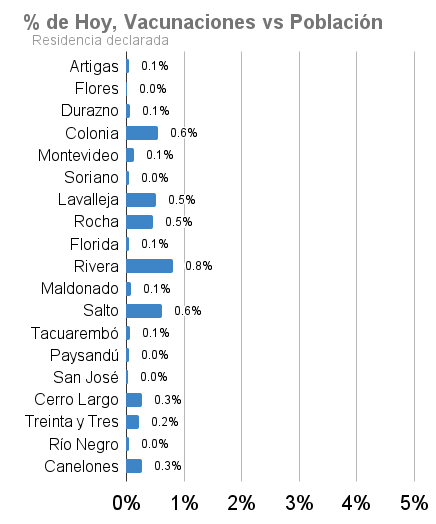 % de Hoy, Vacunaciones vs Población
Residencia declarada
Artigas 0.1%
Flores 0.0%
Durazno 0.1%
Colonia 0.6%
Montevideo 0.1%
Soriano 0.0%
Lavalleja 0.5%
Rocha 0.5%
Florida 0.1%
Rivera 0.8%
Maldonado 0.1%
Salto 0.6%
Tacuarembó 0.1%
Paysandú 0.0%
San José 0.0%
Cerro Largo 0.3%
Treinta y Tres 0.2%
Río Negro 0.0%
Canelones 0.3%
0% 1% 2% 3% 4% 5%